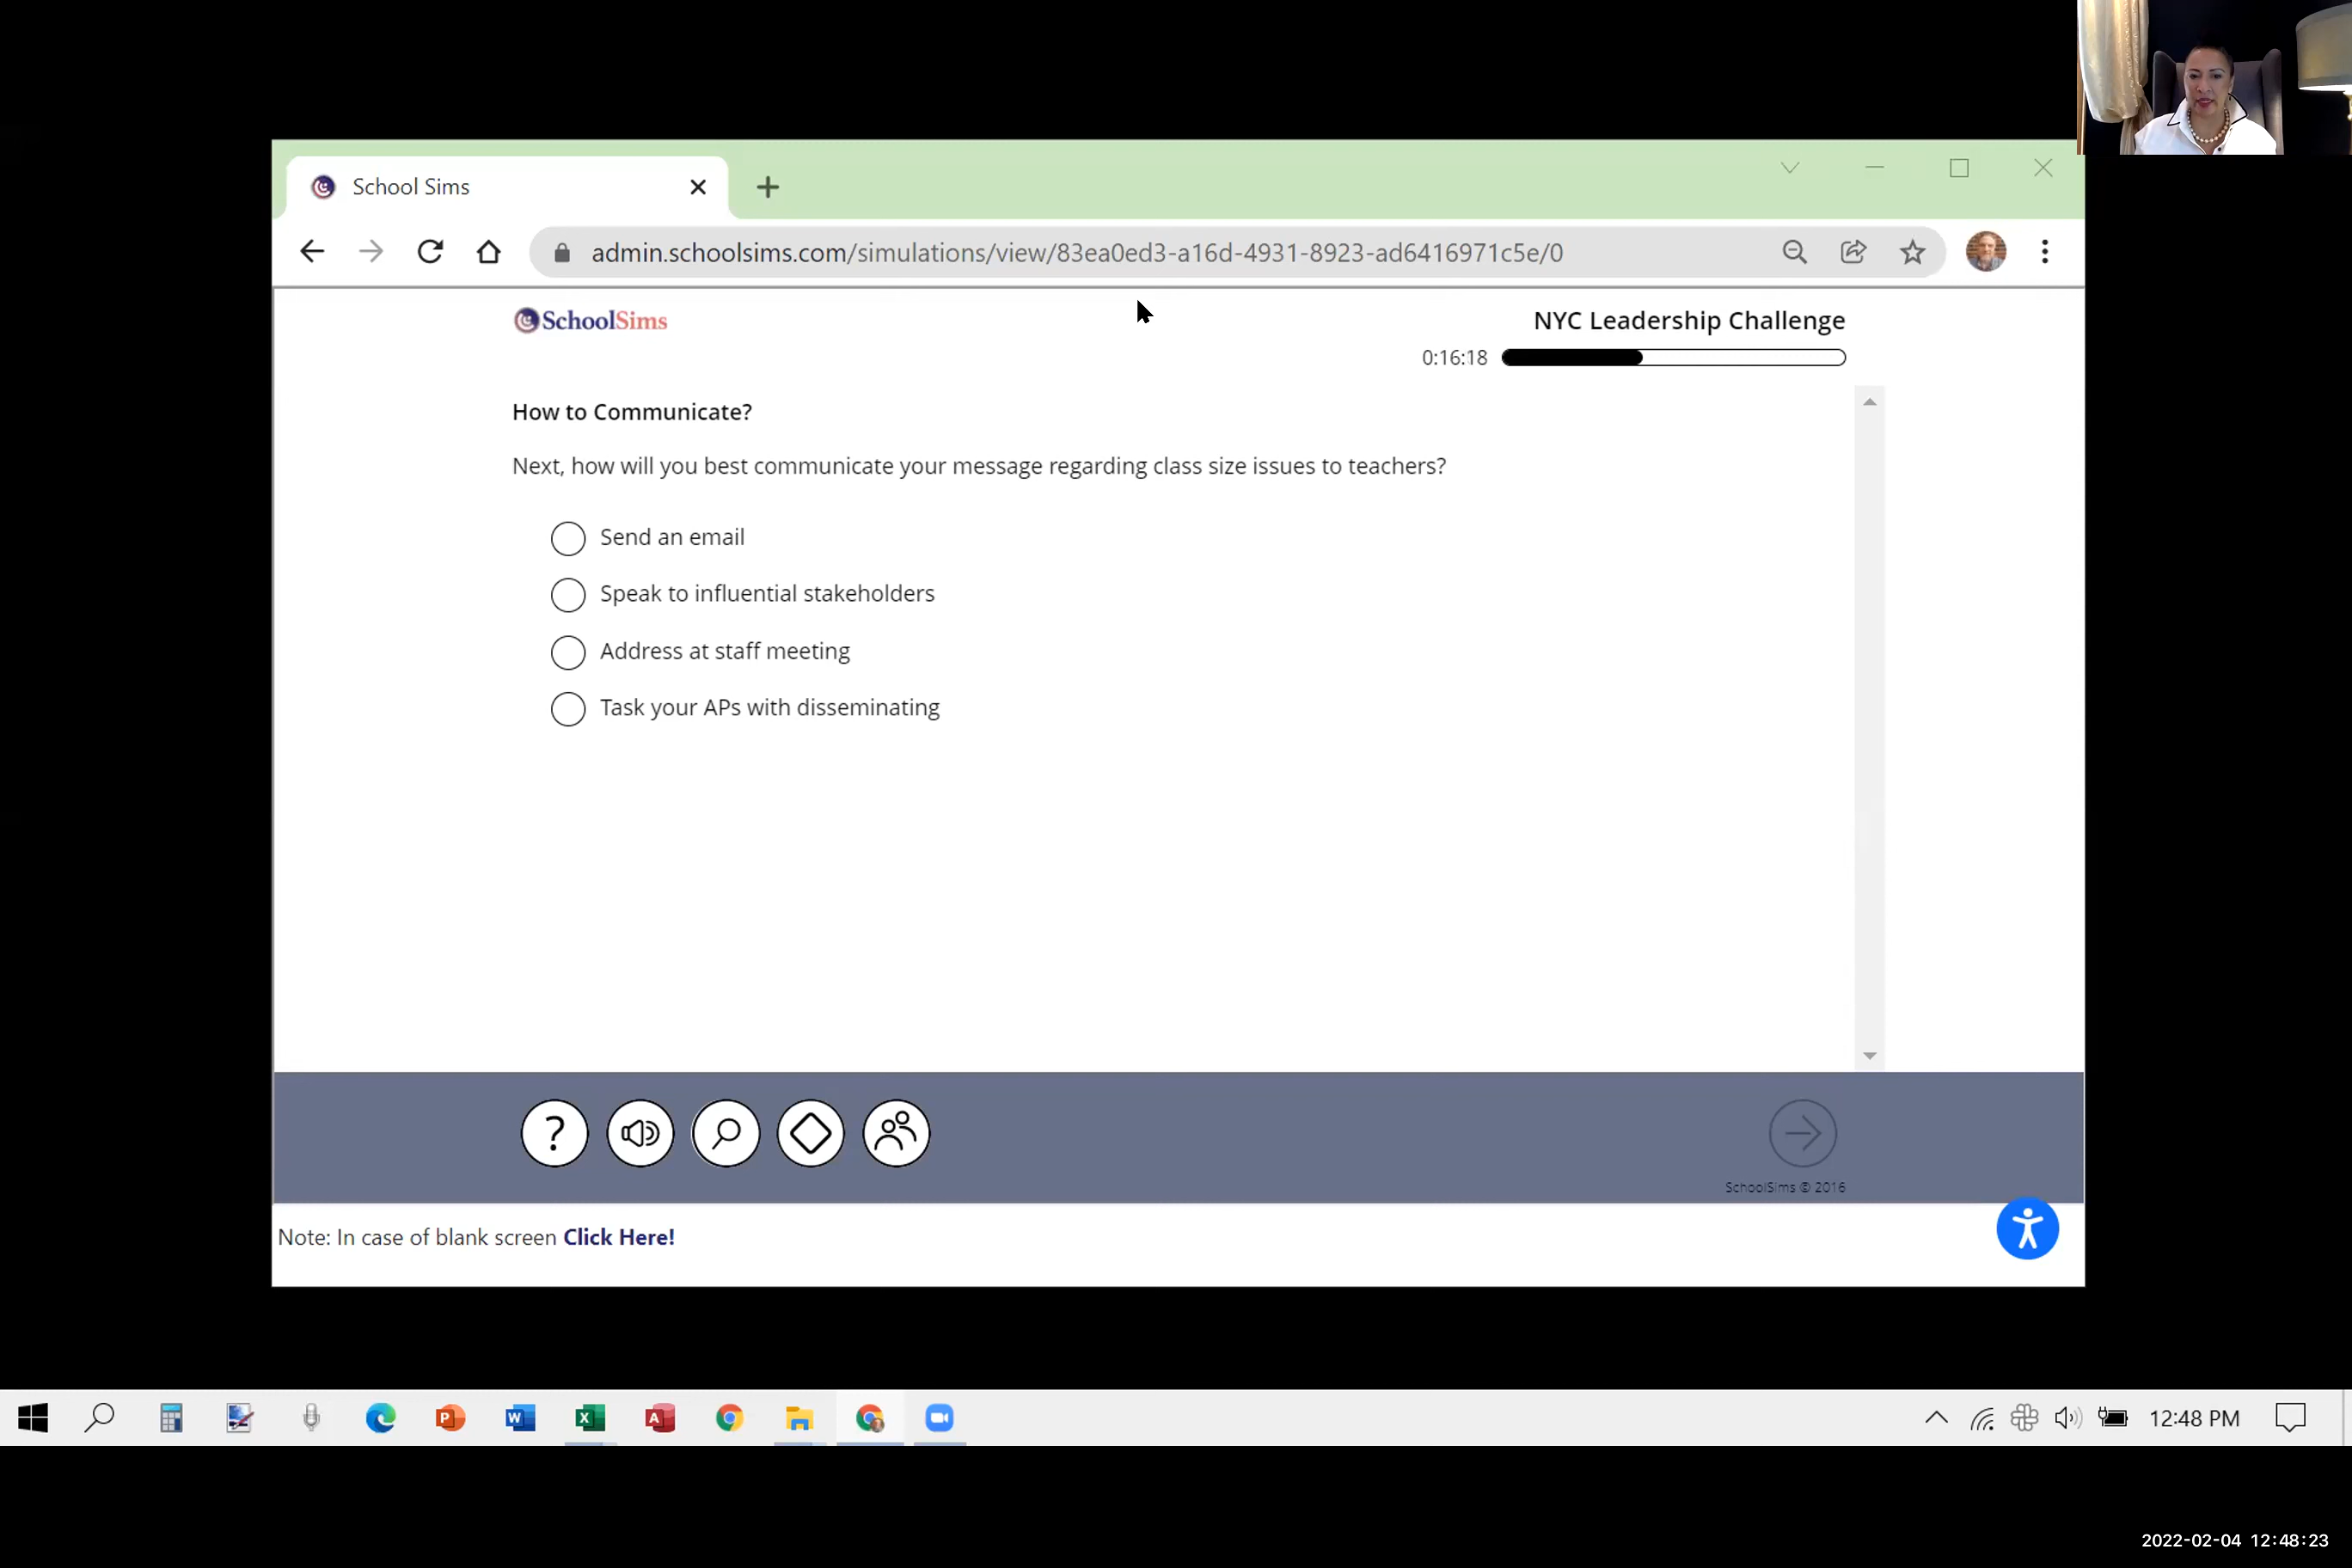 School Sims
admin.schoolsims.com/simulations/view/83ea0ed3-a16d-4931-8923-ad6416971c5e/0
SchoolSims
NYC Leadership Challenge
0:16:18
How to Communicate?
Next, how will you best communicate your message regarding class size issues to teachers?
Send an email
Speak to influential stakeholders
Address at staff meeting
Task your APs with disseminating
?
SchoolSims © 2016
Note: In case of blank screen Click Here!
12:48 PM
2022-02-04 12:48:23